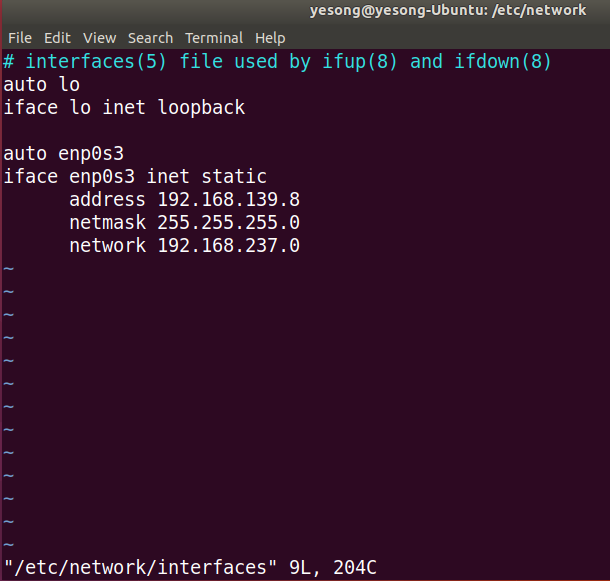 yesong@yesong-Ubuntu: /etc/network
File Edit View Search Terminal Help
# interfaces(5) file used by ifup(8) and ifdown(8)
auto lo
iface lo inet loopback

auto enp0s3
iface enp0s3 inet static
      address 192.168.139.8
      netmask 255.255.255.0
      network 192.168.237.0
~
~
~
~
~
~
~
~
~
~
~
~
~
"/etc/network/interfaces" 9L, 204C